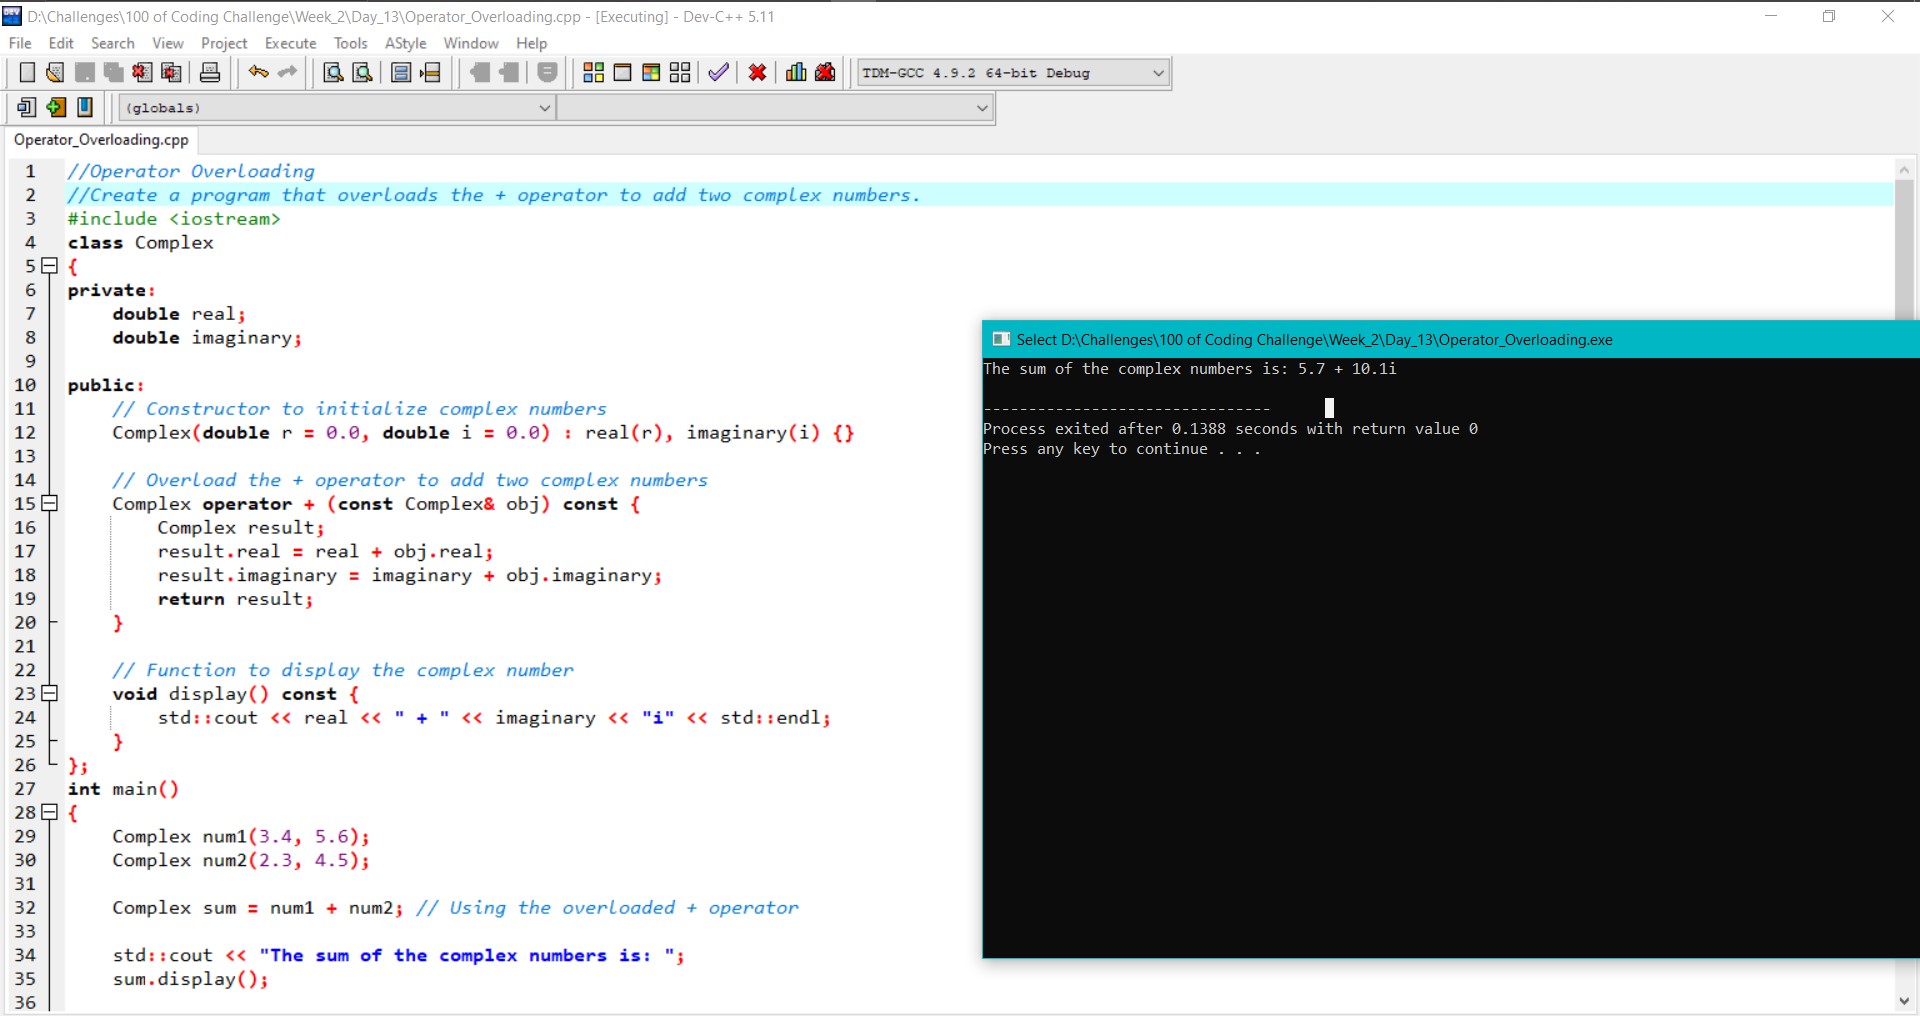 D:\Challenges\100 of Coding Challenge\Week_2\Day_13\Operator_Overloading.cpp - [Executing] - Dev-C++ 5.11
File Edit Search View Project Execute Tools AStyle Window Help
TDM-GCC 4.9.2 64-bit Debug
(globals)
Operator_Overloading.cpp
1 //Operator Overloading
2 //Create a program that overloads the + operator to add two complex numbers.
3 #include <iostream>
4 class Complex
5 {
6 private:
7     double real;
8     double imaginary;
9
10 public:
11     // Constructor to initialize complex numbers
12     Complex(double r = 0.0, double i = 0.0) : real(r), imaginary(i) {}
13
14     // Overload the + operator to add two complex numbers
15     Complex operator + (const Complex& obj) const {
16         Complex result;
17         result.real = real + obj.real;
18         result.imaginary = imaginary + obj.imaginary;
19         return result;
20     }
21
22     // Function to display the complex number
23     void display() const {
24         std::cout << real << " + " << imaginary << "i" << std::endl;
25     }
26 };
27 int main()
28 {
29     Complex num1(3.4, 5.6);
30     Complex num2(2.3, 4.5);
31
32     Complex sum = num1 + num2; // Using the overloaded + operator
33
34     std::cout << "The sum of the complex numbers is: ";
35     sum.display();
36
Select D:\Challenges\100 of Coding Challenge\Week_2\Day_13\Operator_Overloading.exe
The sum of the complex numbers is: 5.7 + 10.1i
--------------------------------
Process exited after 0.1388 seconds with return value 0
Press any key to continue . . .